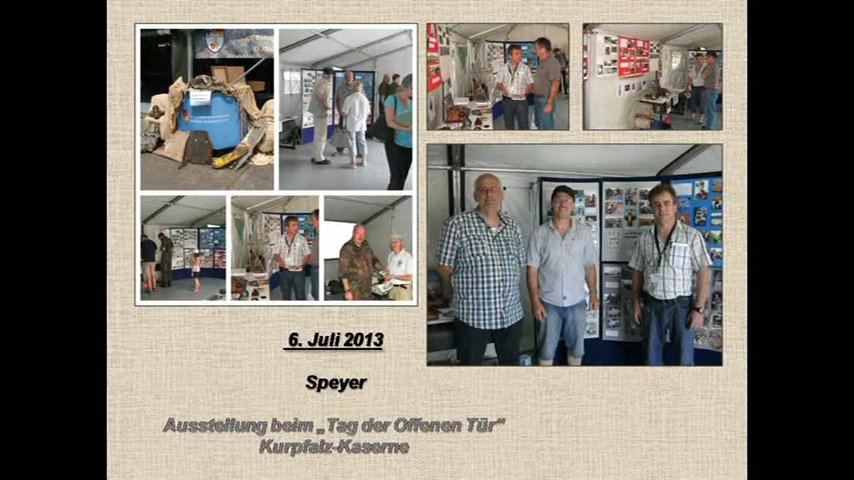 6. Juli 2013
Speyer
Ausstellung beim „Tag der Offenen Tür“
Kurpfalz-Kaserne